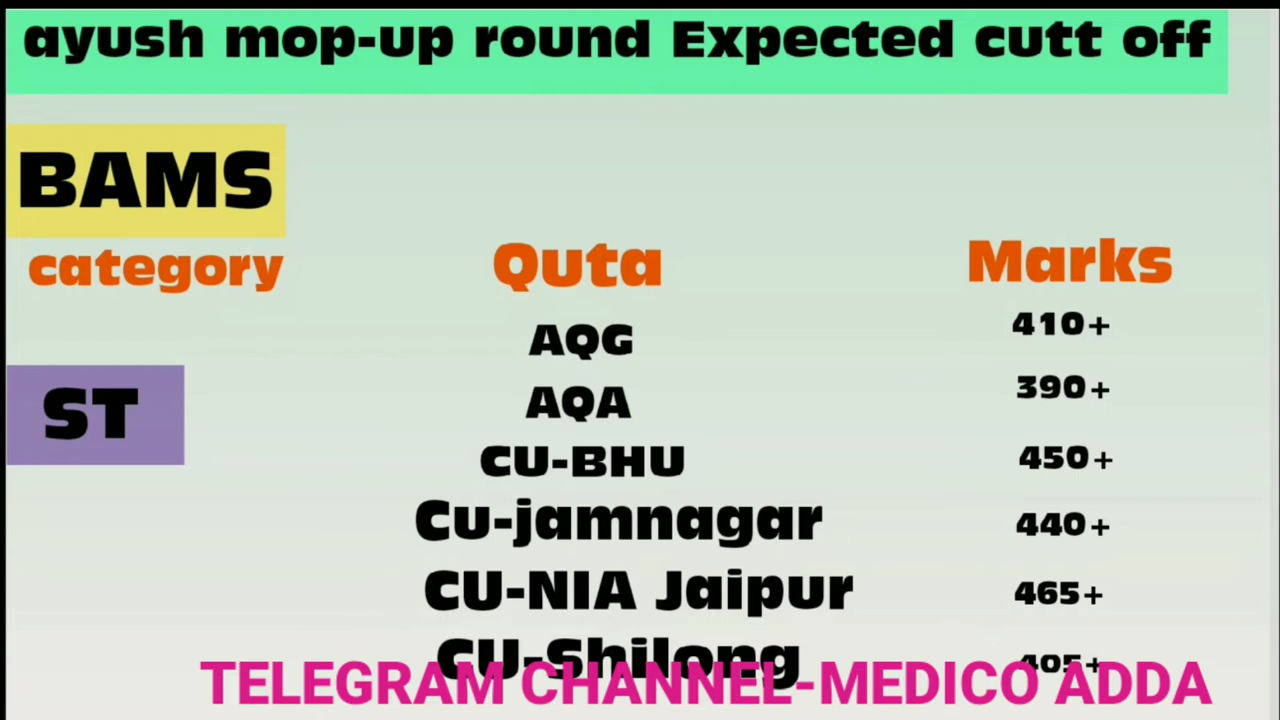 ayush mop-up round Expected cutt off
BAMS
category Quta Marks
AQG 410+
ST
AQA 390+
CU-BHU 450+
Cu-jamnagar 440+
CU-NIA Jaipur 465+
CU-Shilong 405+
TELEGRAM CHANNEL-MEDICO ADDA